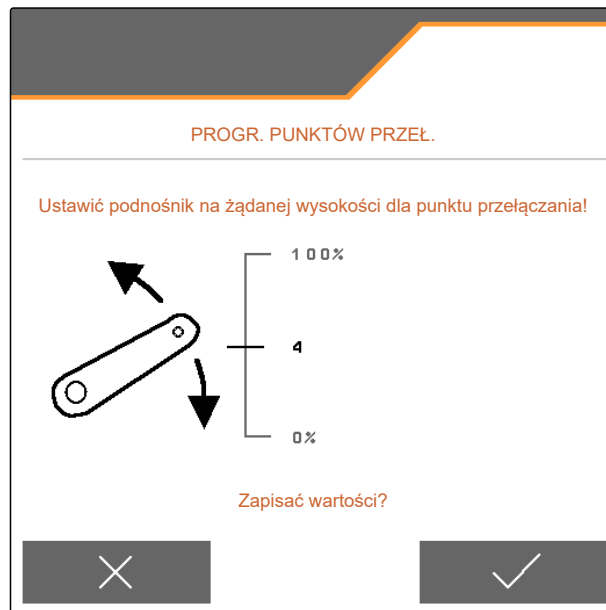 PROGR. PUNKTÓW PRZEŁ.
Ustawić podnośnik na żądanej wysokości dla punktu przełączania!
100%
4
0%
Zapisać wartości?